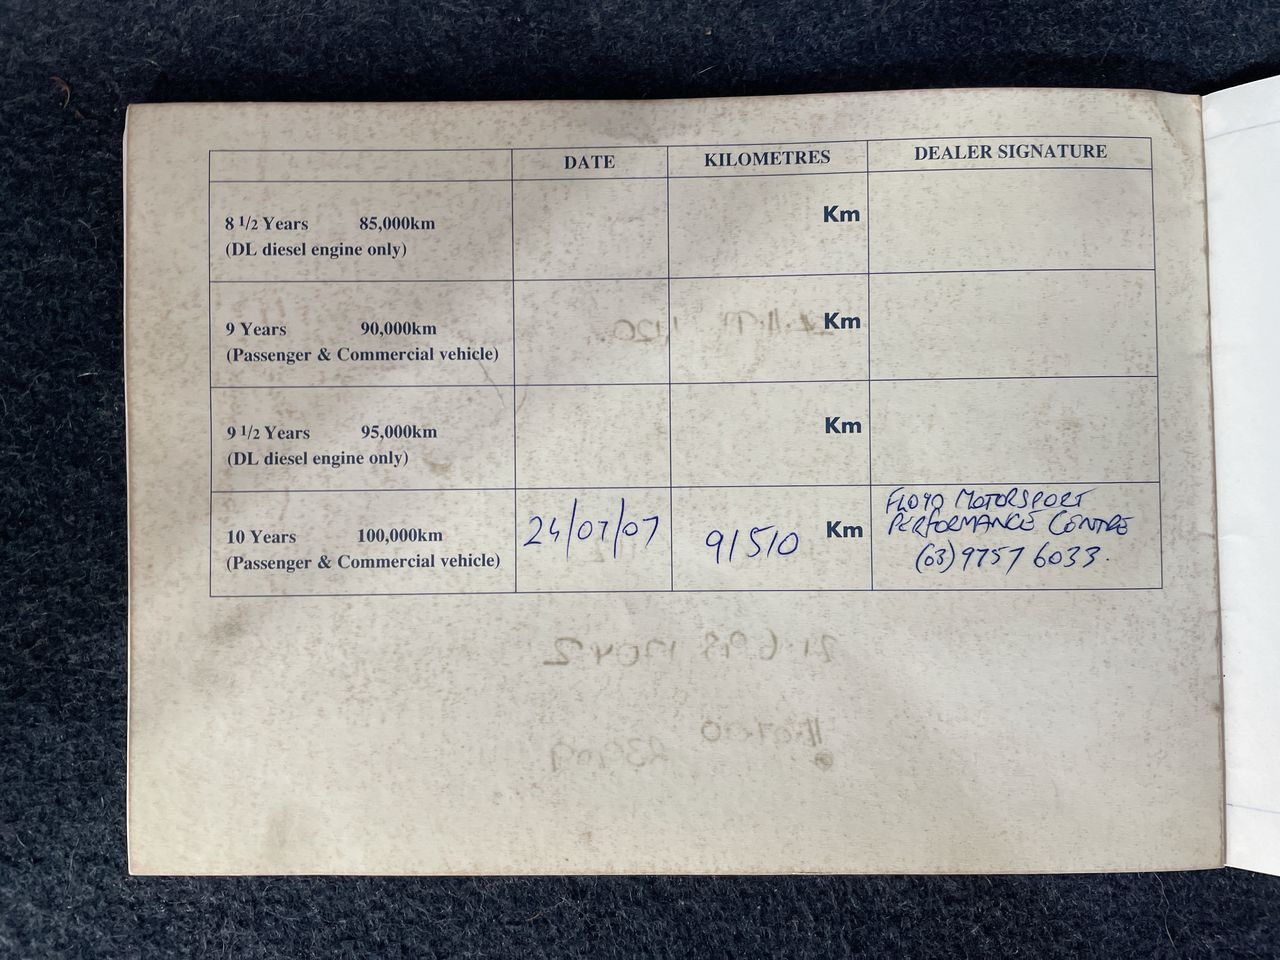 DATE KILOMETRES DEALER SIGNATURE
8 1/2 Years 85,000km Km
(DL diesel engine only)
9 Years 90,000km Km
(Passenger & Commercial vehicle)
9 1/2 Years 95,000km Km
(DL diesel engine only)
10 Years 100,000km 24/07/07 91510 Km
(Passenger & Commercial vehicle)
FLOYD MOTORSPORT
PERFORMANCE CENTRE
(03) 9757 6033.